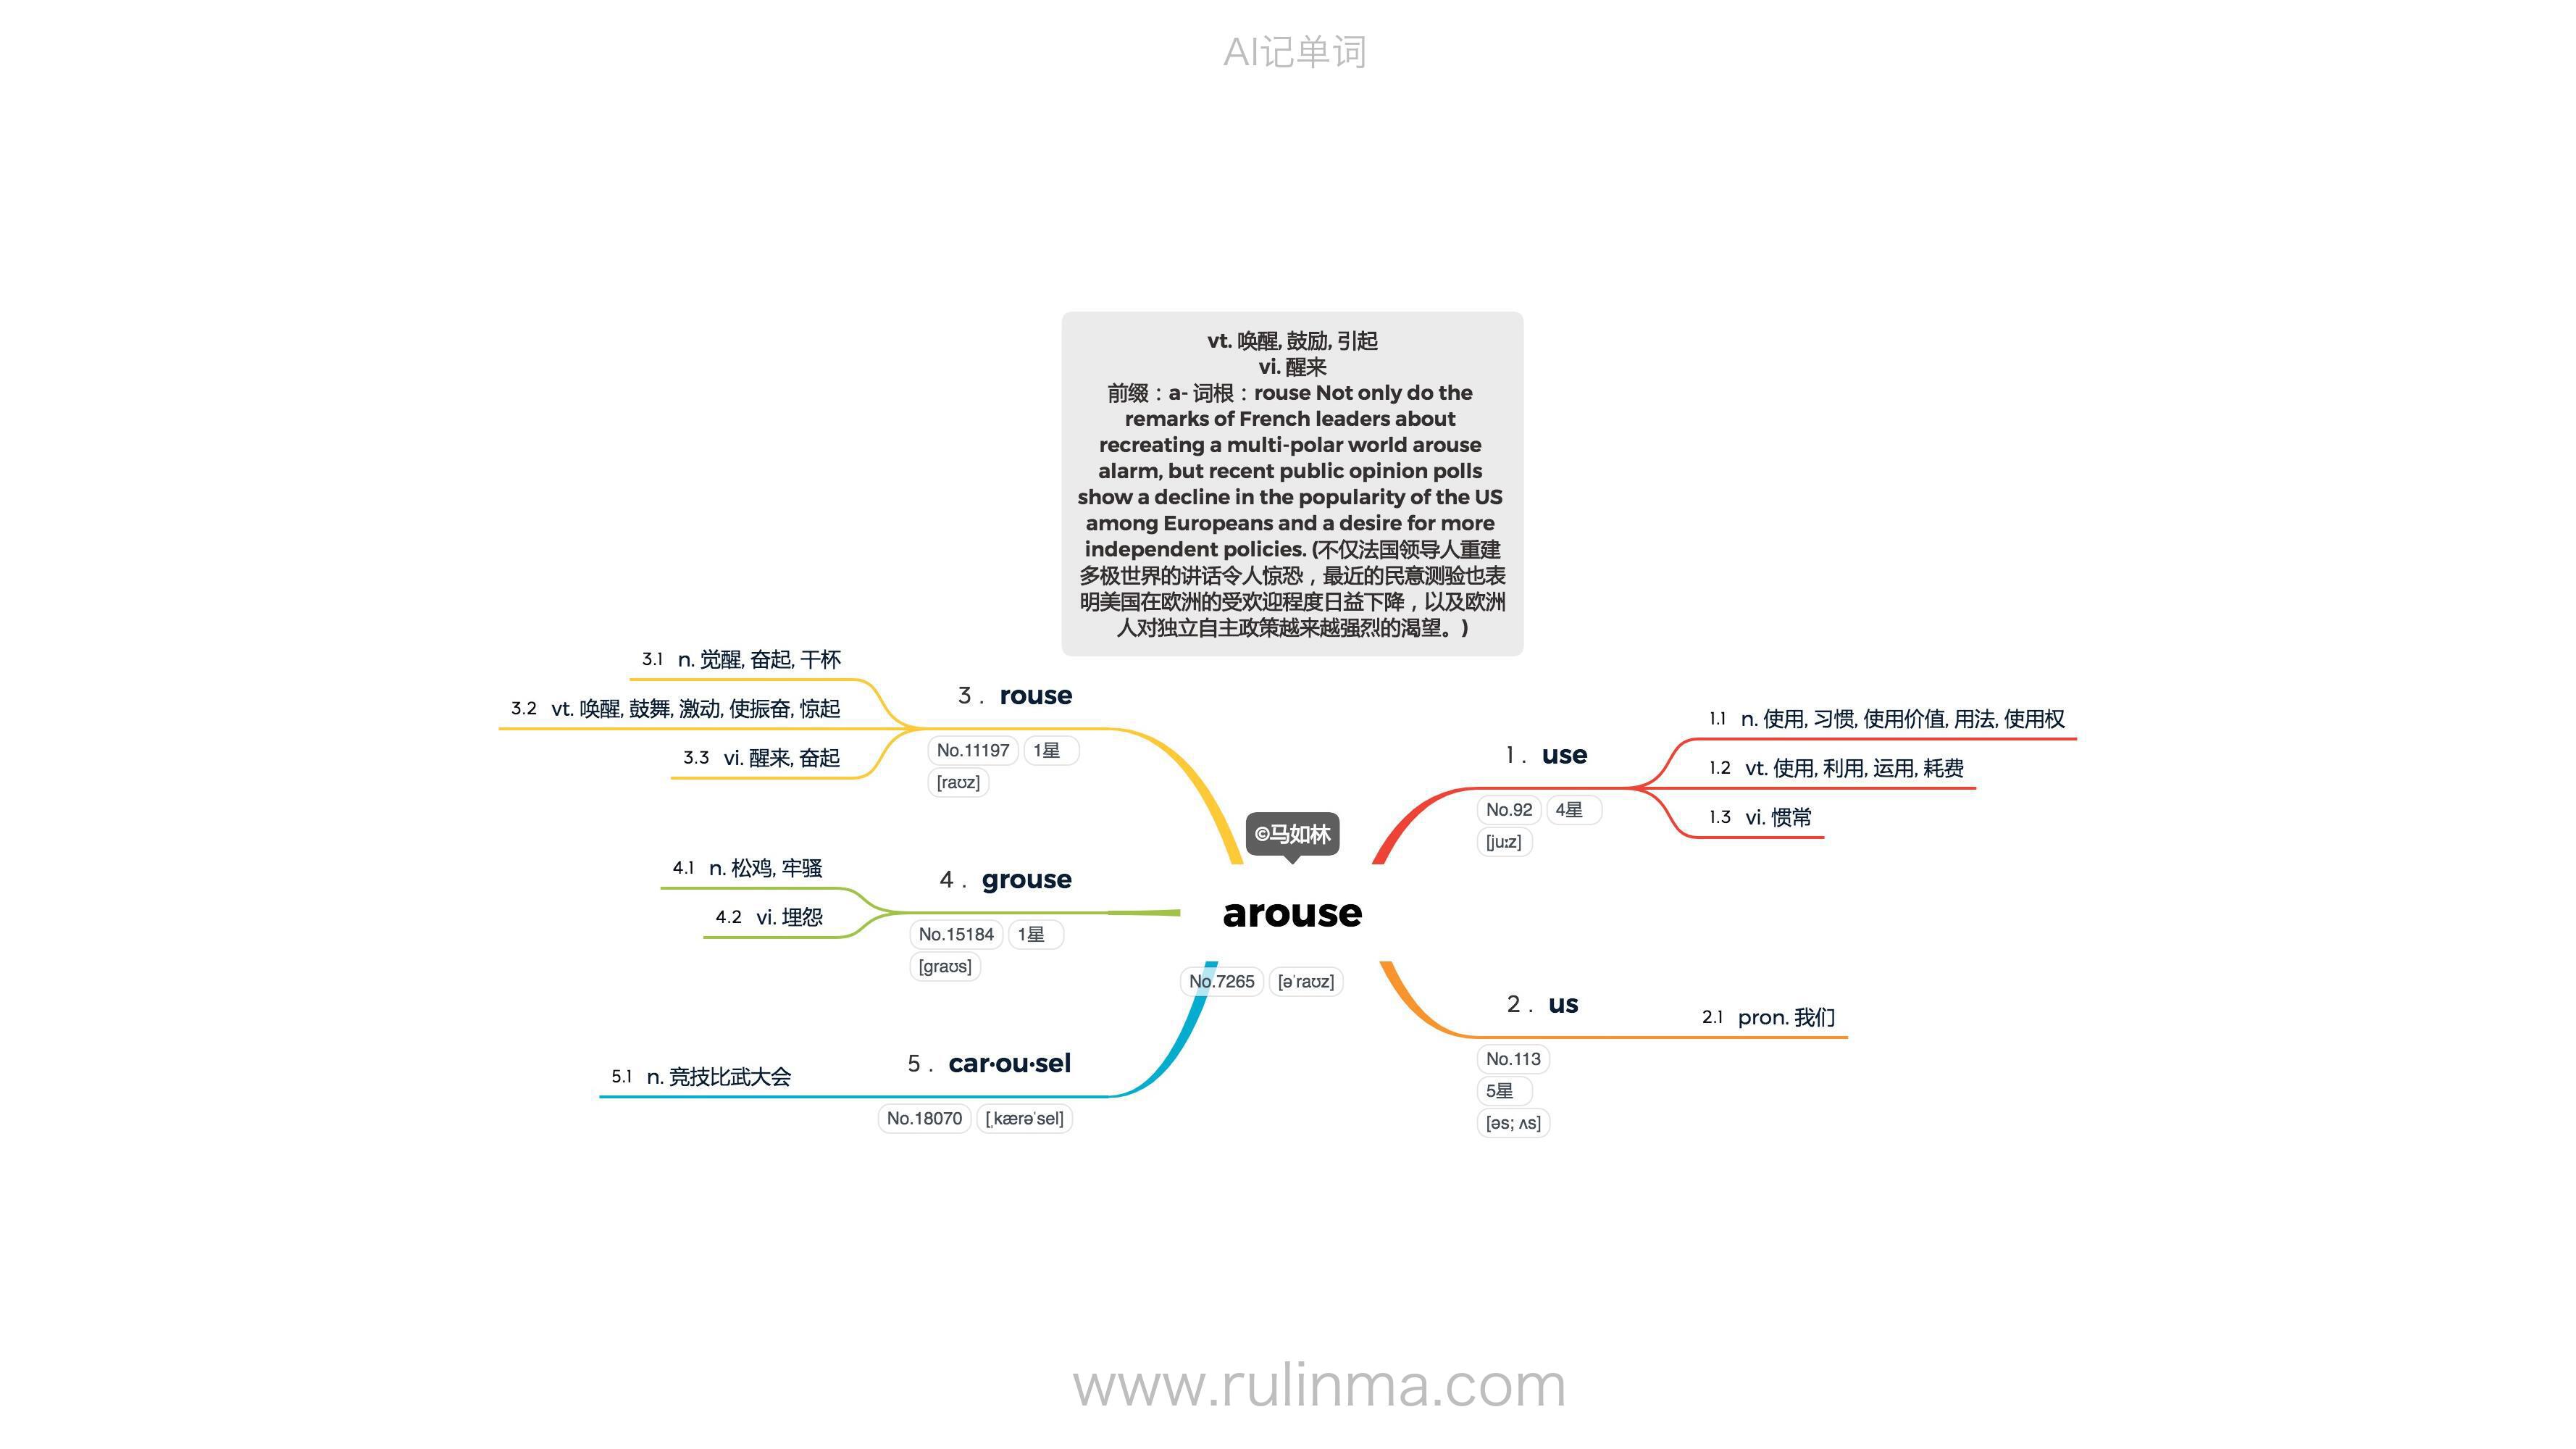 AI记单词
vt. 唤醒, 鼓励, 引起
vi. 醒来
前缀：a- 词根：rouse Not only do the
remarks of French leaders about
recreating a multi-polar world arouse
alarm, but recent public opinion polls
show a decline in the popularity of the US
among Europeans and a desire for more
independent policies. (不仅法国领导人重建
多极世界的讲话令人惊恐，最近的民意测验也表
明美国在欧洲的受欢迎程度日益下降，以及欧洲
人对独立自主政策越来越强烈的渴望。)
©马如林
arouse
No.7265 [əˈraʊz]
1. use
No.92 4星
[juːz]
1.1 n. 使用, 习惯, 使用价值, 用法, 使用权
1.2 vt. 使用, 利用, 运用, 耗费
1.3 vi. 惯常
2. us
No.113
5星
[əs; ʌs]
2.1 pron. 我们
3. rouse
No.11197 1星
[raʊz]
3.1 n. 觉醒, 奋起, 干杯
3.2 vt. 唤醒, 鼓舞, 激动, 使振奋, 惊起
3.3 vi. 醒来, 奋起
4. grouse
No.15184 1星
[graʊs]
4.1 n. 松鸡, 牢骚
4.2 vi. 埋怨
5. car·ou·sel
No.18070 [ˌkærəˈsel]
5.1 n. 竞技比武大会
www.rulinma.com